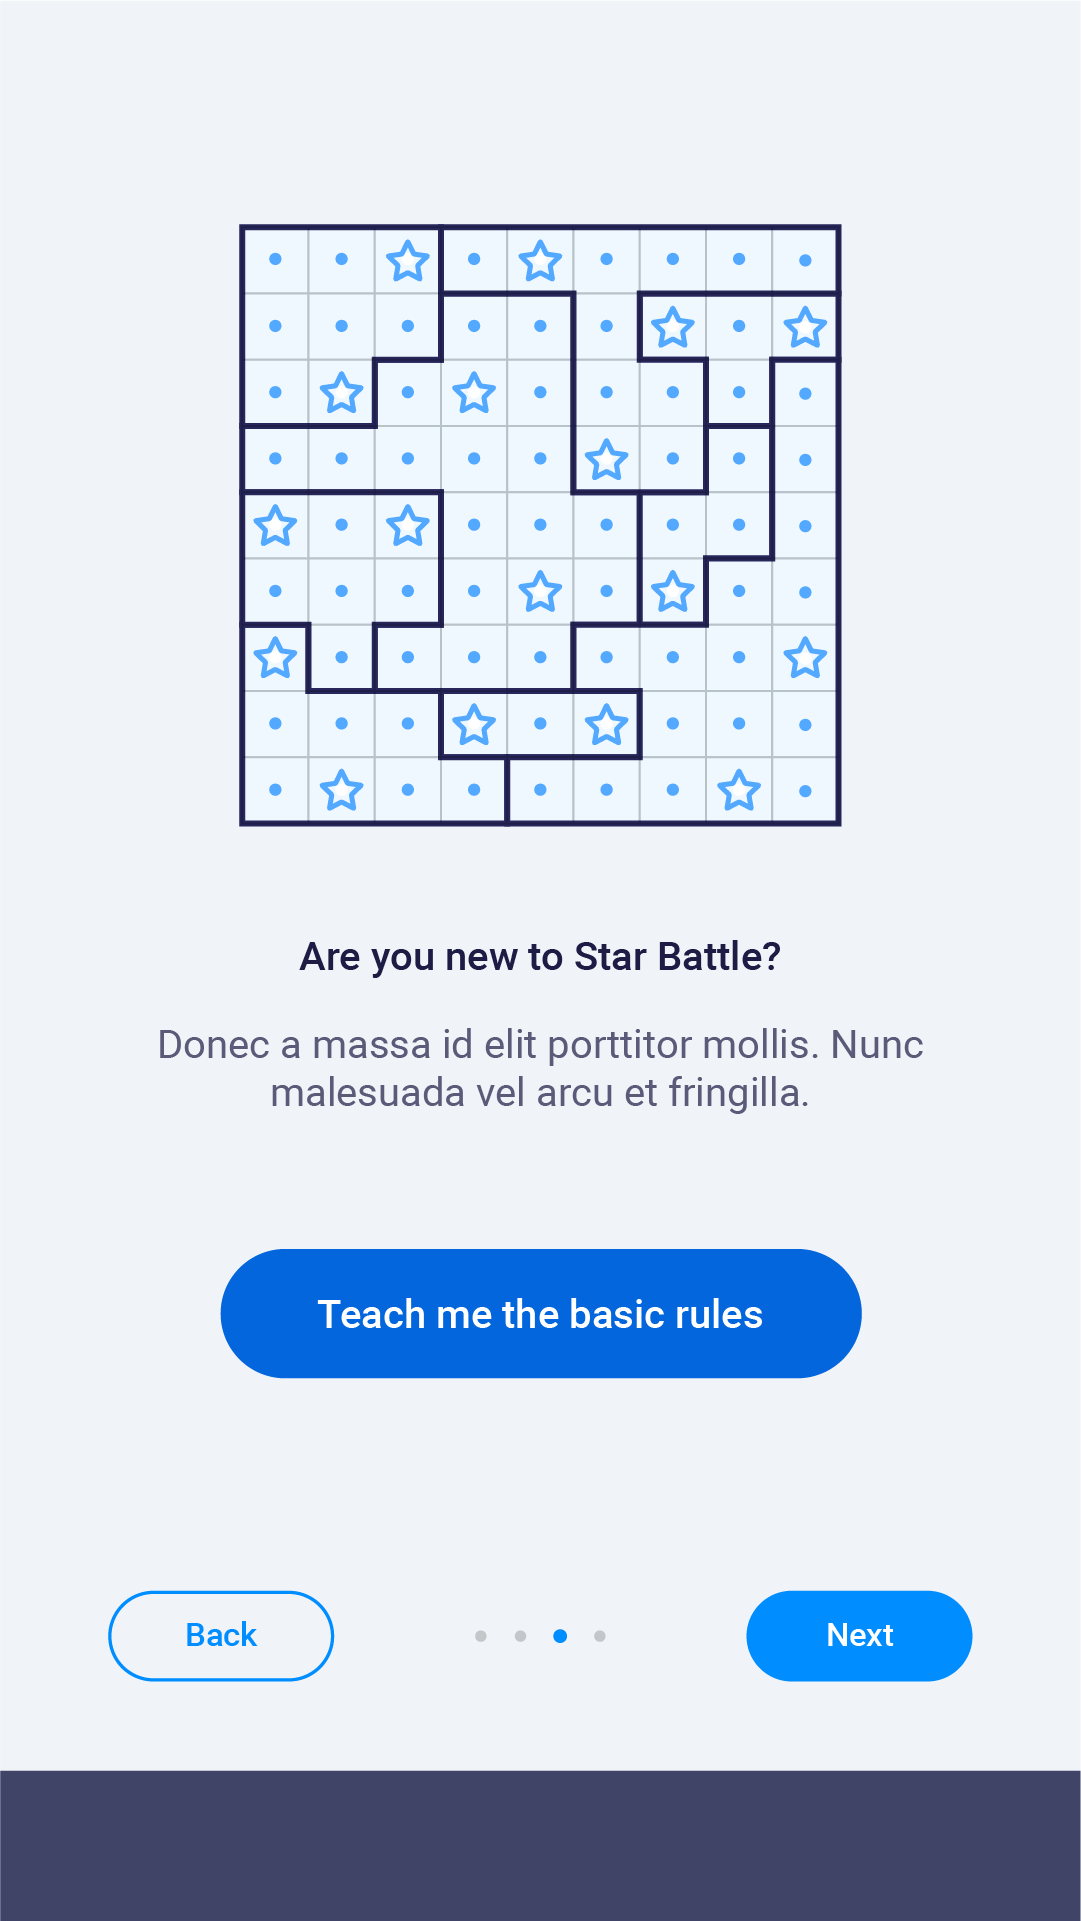 Are you new to Star Battle?
Donec a massa id elit porttitor mollis. Nunc
malesuada vel arcu et fringilla.
Teach me the basic rules
Back
Next